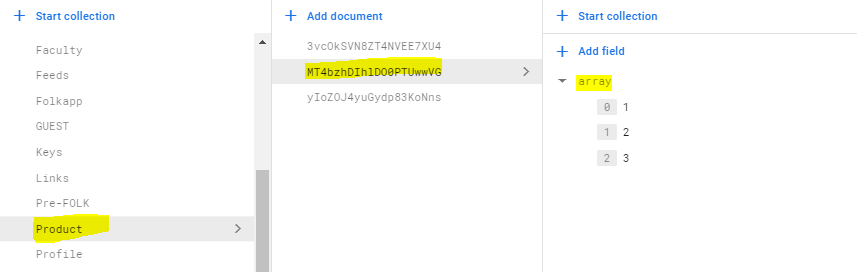 Start collection
Faculty
Feeds
Folkapp
GUEST
Keys
Links
Pre-FOLK
Product
Profile
Add document
3vcOkSVN8ZT4NVEE7XU4
MT4bzhDIhlDO0PTUwwVG
yIoZOJ4yuGydp83KoNns
Start collection
Add field
array
0 1
1 2
2 3